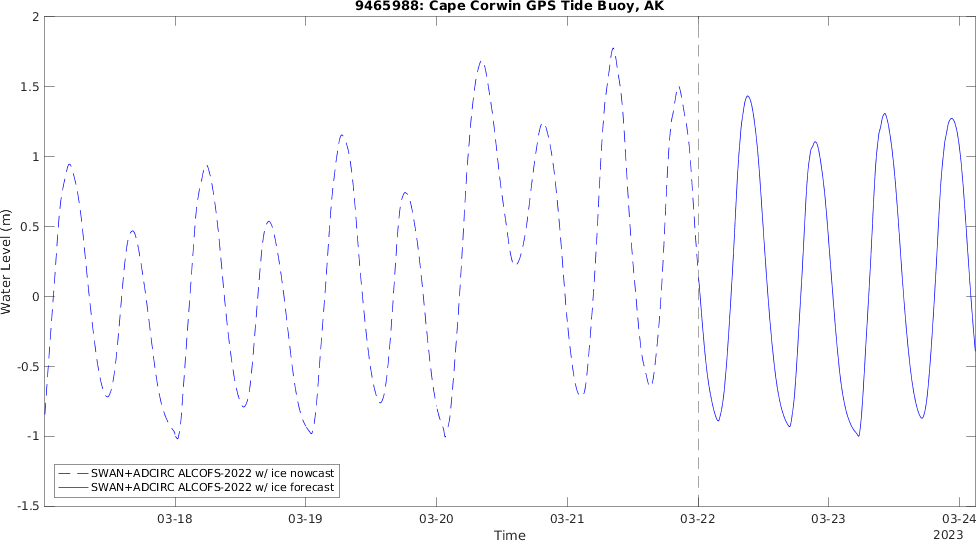 9465988: Cape Corwin GPS Tide Buoy, AK
2
1.5
1
0.5
0
-0.5
-1
-1.5
Water Level (m)
SWAN+ADCIRC ALCOFS-2022 w/ ice nowcast
SWAN+ADCIRC ALCOFS-2022 w/ ice forecast
03-18 03-19 03-20 03-21 03-22 03-23 03-24
Time
2023